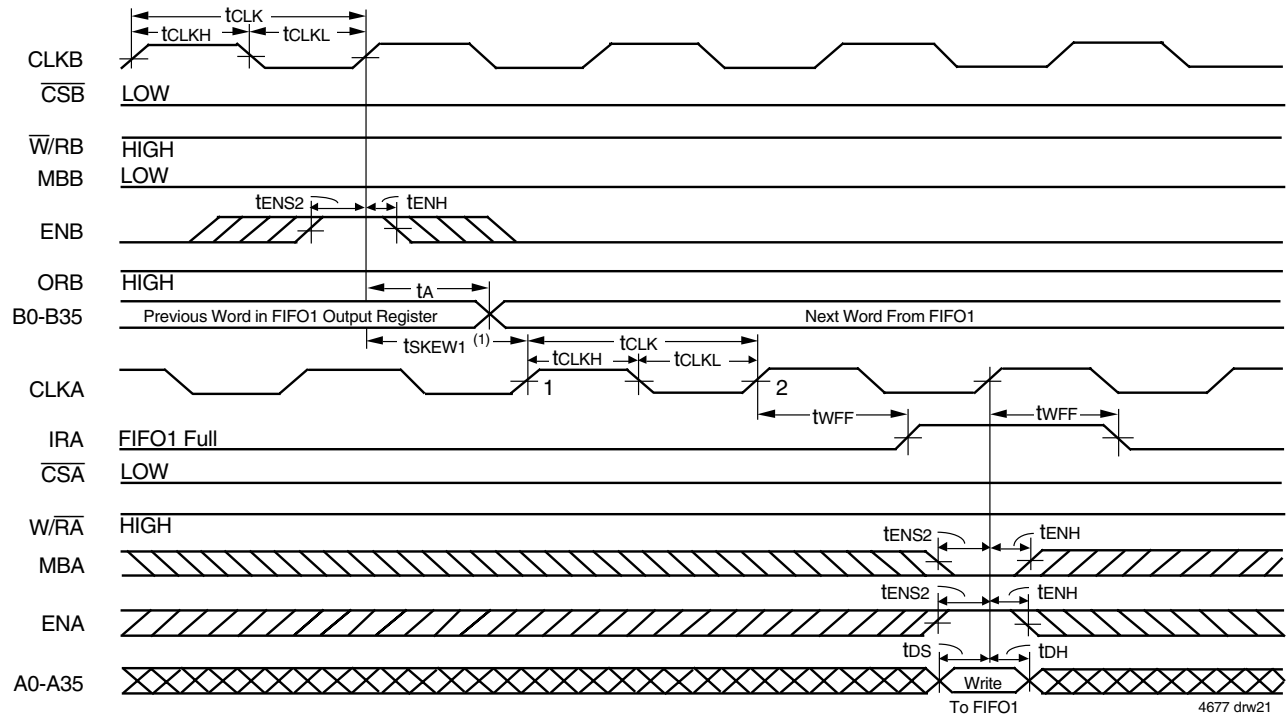 tCLK
tCLKH tCLKL
CLKB
CSB LOW
W/RB HIGH
MBB LOW
tENS2 tENH
ENB
ORB HIGH
tA
B0-B35 Previous Word in FIFO1 Output Register Next Word From FIFO1
tSKEW1 (1) tCLK
tCLKH tCLKL
CLKA 1 2
tWFF tWFF
IRA FIFO1 Full
CSA LOW
W/RA HIGH
tENS2 tENH
MBA
tENS2 tENH
ENA
tDS tDH
A0-A35 Write
To FIFO1 4677 drw21